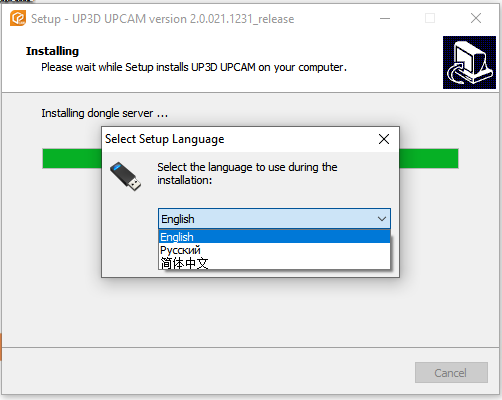 Setup - UP3D UPCAM version 2.0.021.1231_release
Installing
Please wait while Setup installs UP3D UPCAM on your computer.
Installing dongle server ...
Select Setup Language
Select the language to use during the
installation:
English
English
Русский
简体中文
Cancel